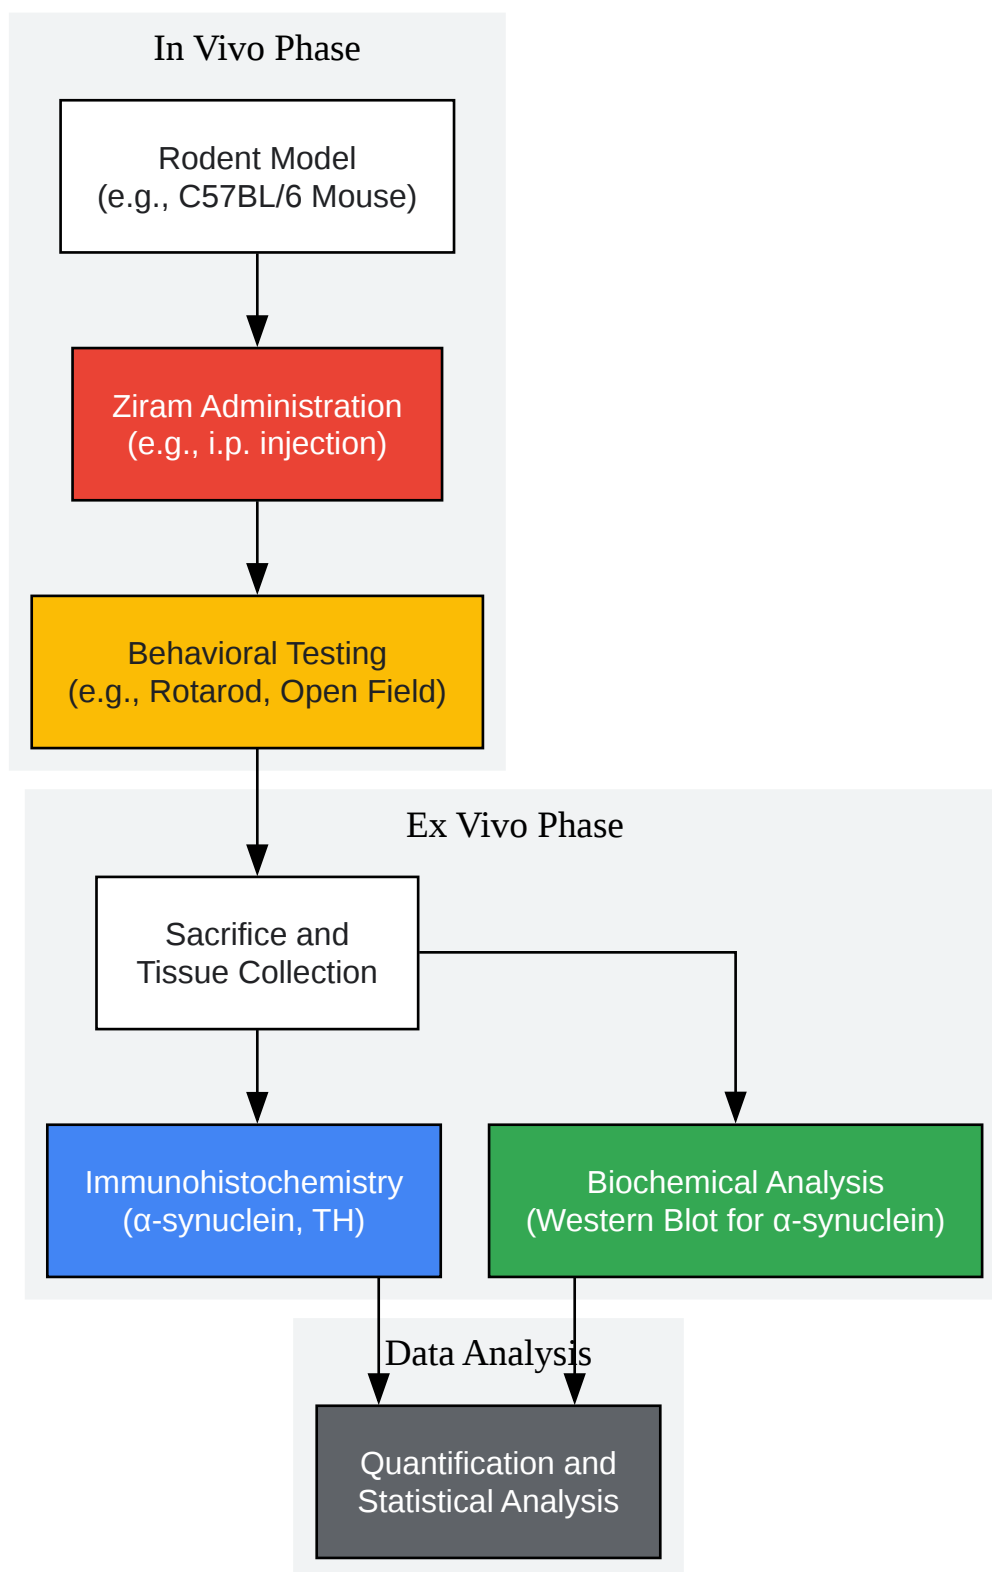 In Vivo Phase
Rodent Model
(e.g., C57BL/6 Mouse)
Ziram Administration
(e.g., i.p. injection)
Behavioral Testing
(e.g., Rotarod, Open Field)
Ex Vivo Phase
Sacrifice and
Tissue Collection
Immunohistochemistry
(α-synuclein, TH)
Biochemical Analysis
(Western Blot for α-synuclein)
Data Analysis
Quantification and
Statistical Analysis